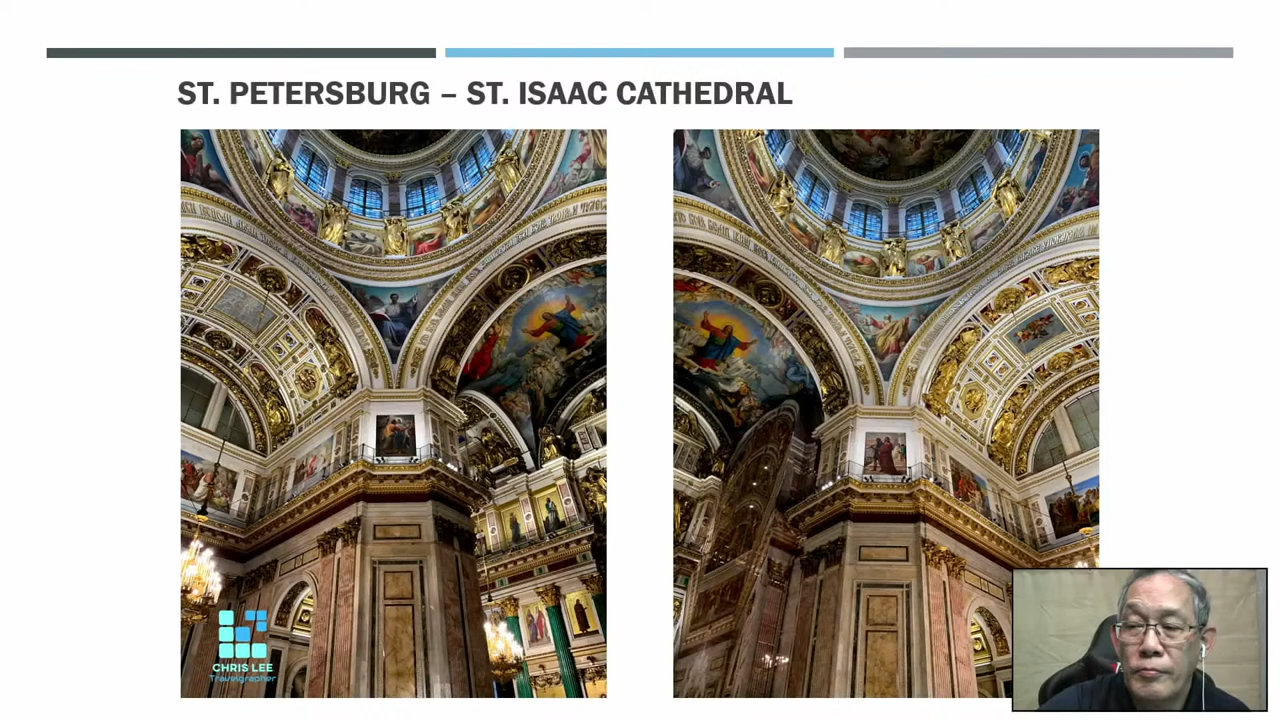 ST. PETERSBURG – ST. ISAAC CATHEDRAL
CHRIS LEE
Travelgrapher